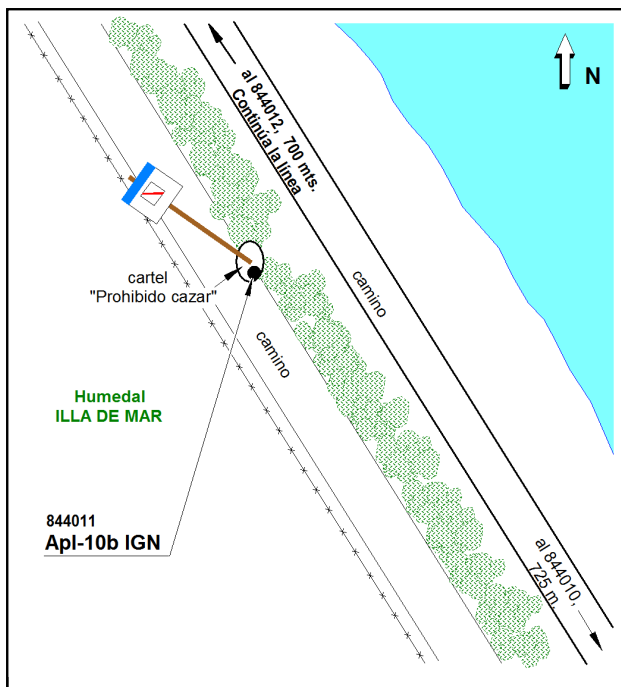 al 844012, 700 mts.
Continúa la línea
N
cartel
"Prohibido cazar"
camino
camino
Humedal
ILLA DE MAR
844011
Apl-10b IGN
al 844010,
725 m.